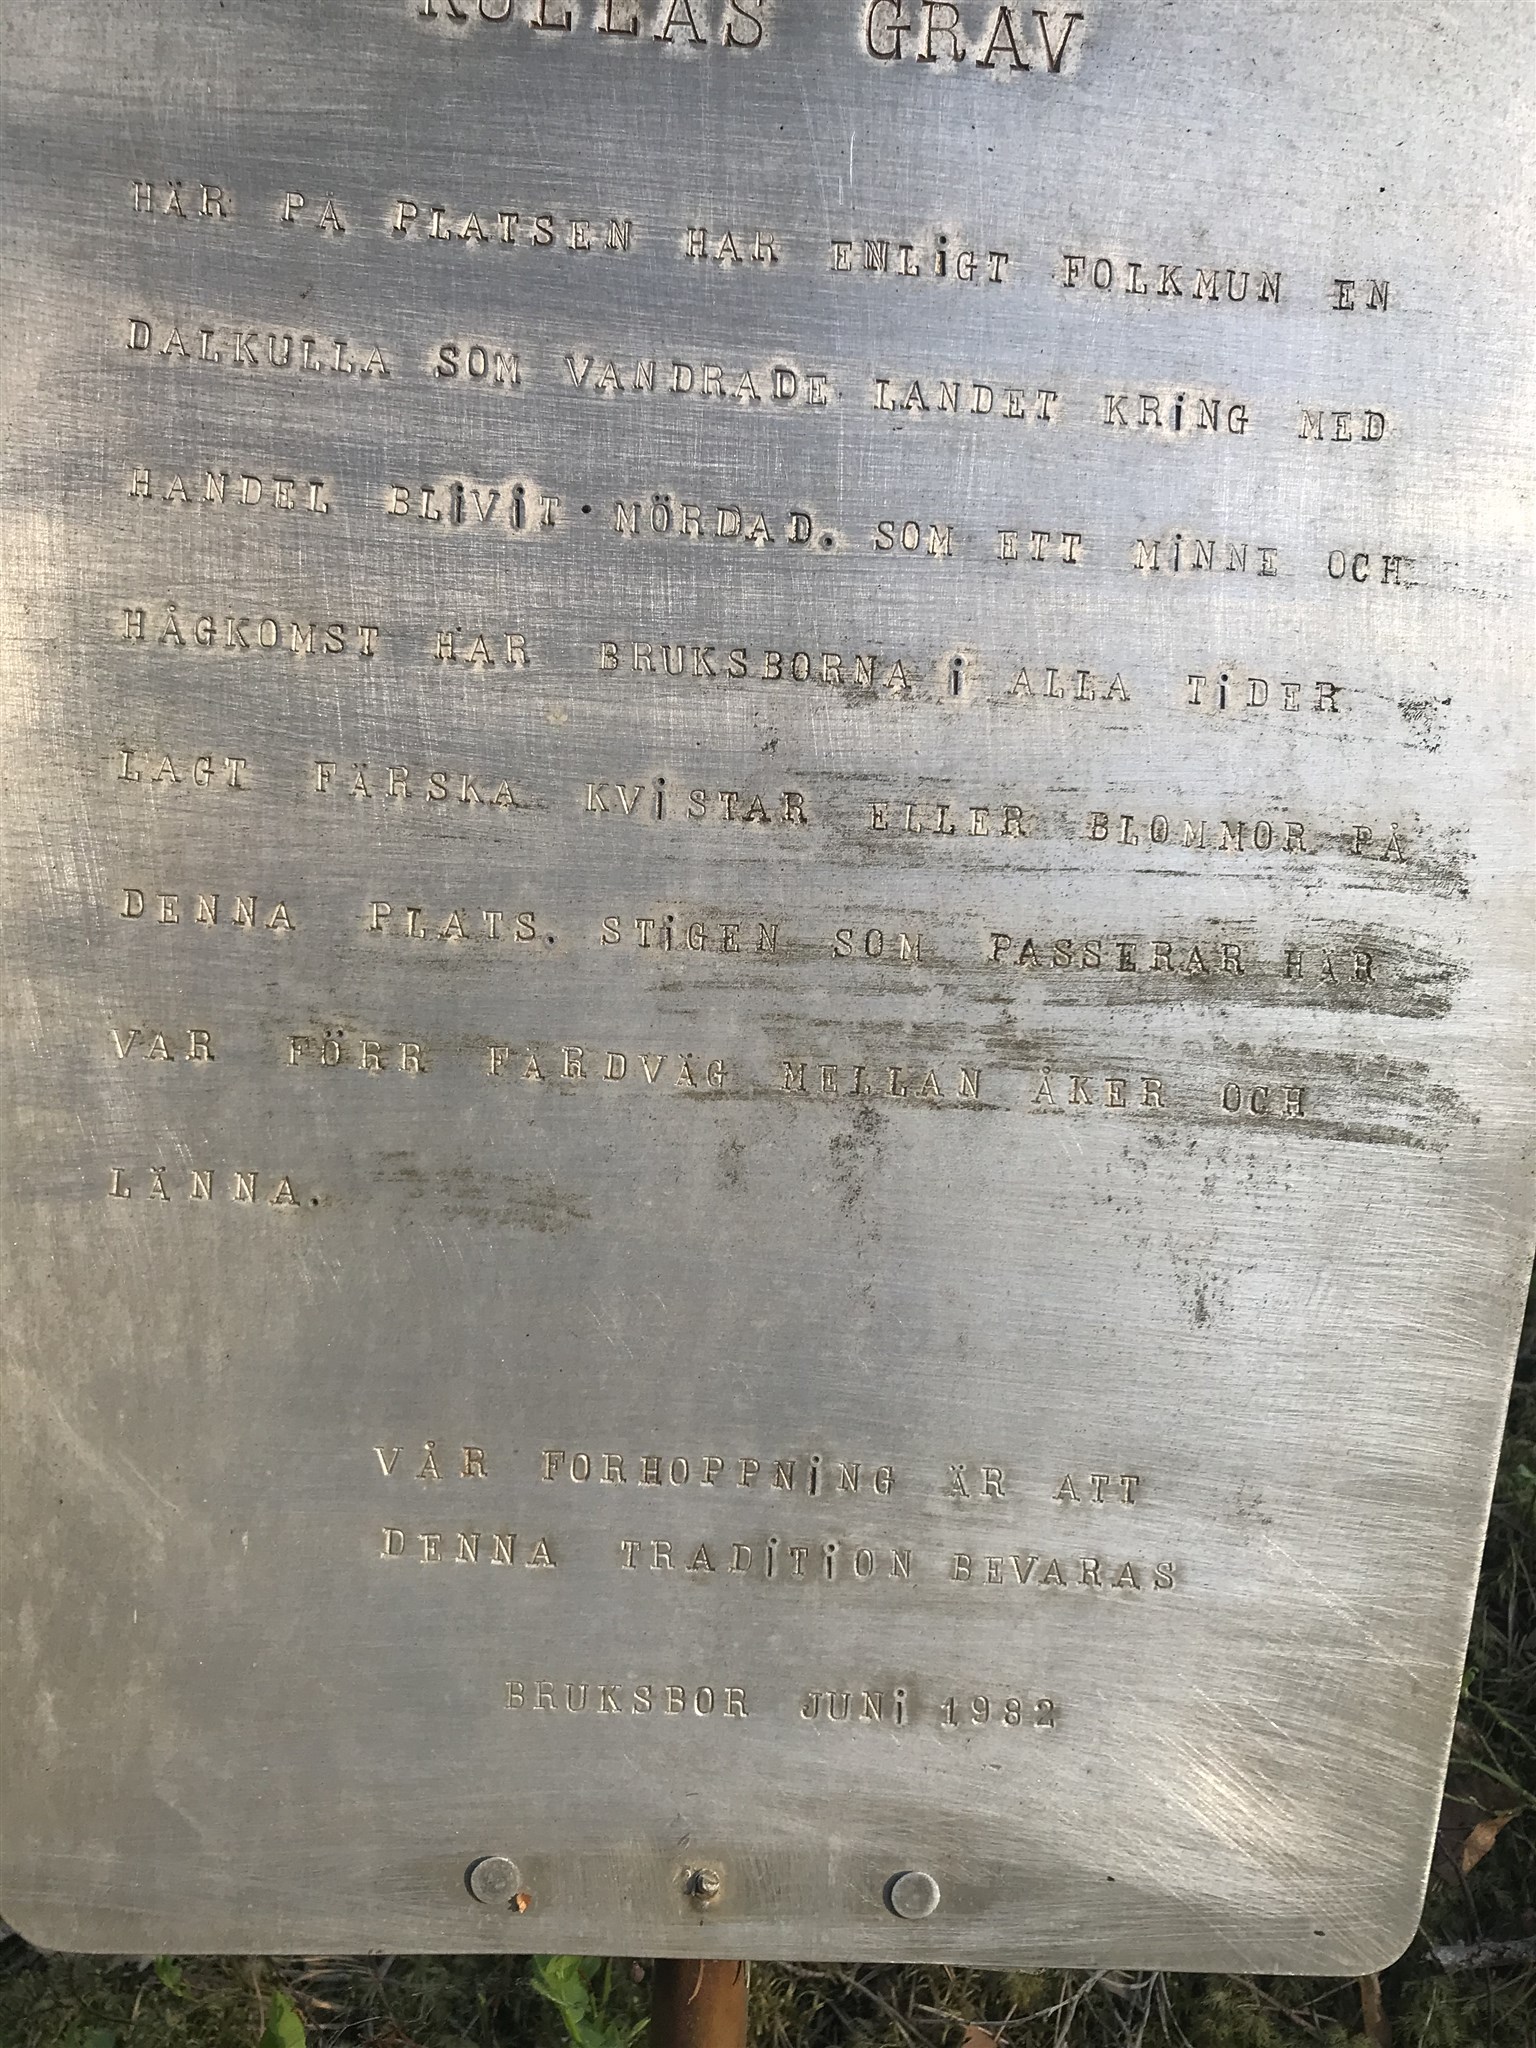 KULLAS GRAV
HÄR PÅ PLATSEN HAR ENLiGT FOLKMUN EN
DALKULLA SOM VANDRADE LANDET KRiNG MED
HANDEL BLiViT MÖRDAD. SOM ETT MiNNE OCH
HÅGKOMST HAR BRUKSBORNA i ALLA TiDER
LAGT FÄRSKA KViSTAR ELLER BLOMMOR PÅ
DENNA PLATS. STiGEN SOM PASSERAR HÄR
VAR FÖRR FÄRDVÄG MELLAN ÅKER OCH
LÄNNA.
VÅR FORHOPPNiNG ÄR ATT
DENNA TRADiTiON BEVARAS
BRUKSBOR JUNi 1982